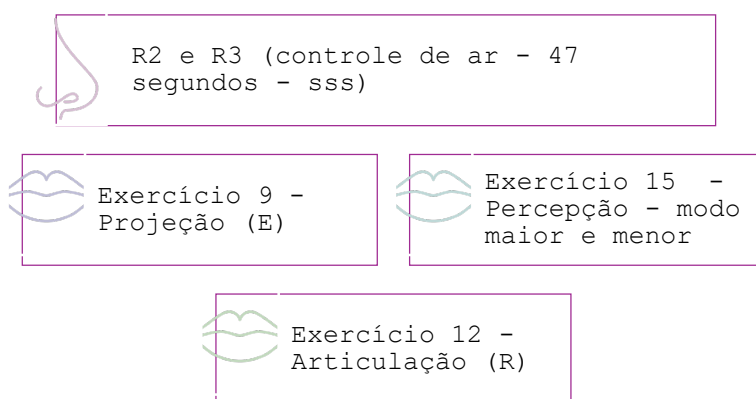 R2 e R3 (controle de ar - 47
segundos - sss)
Exercício 9 -
Projeção (E)
Exercício 15 -
Percepção - modo
maior e menor
Exercício 12 -
Articulação (R)